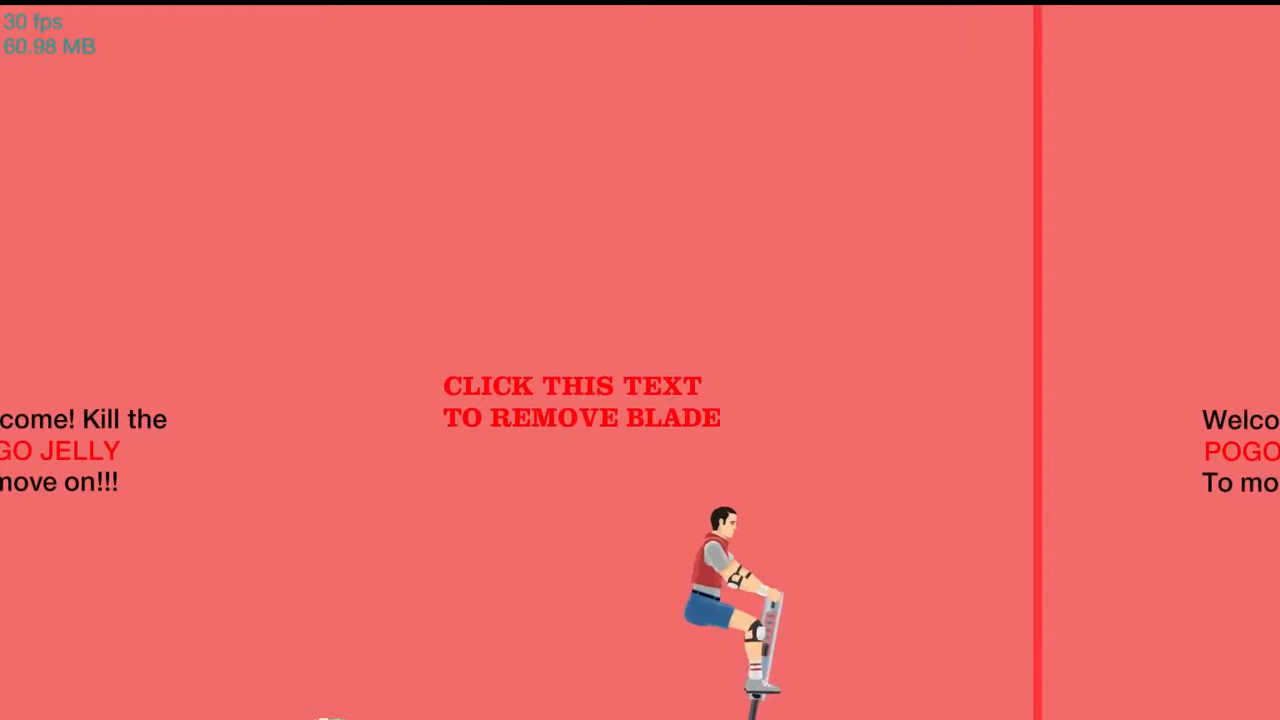 30 fps
60.98 MB
CLICK THIS TEXT
TO REMOVE BLADE
come! Kill the
GO JELLY
move on!!!
Welco
POGO
To mo